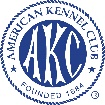 AMERICAN KENNEL CLUB
AKC
FOUNDED 1884